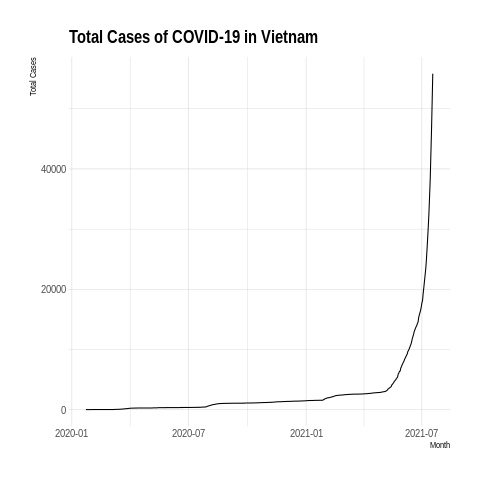 Total Cases of COVID-19 in Vietnam
Total Cases
40000
20000
0
2020-01 2020-07 2021-01 2021-07
Month